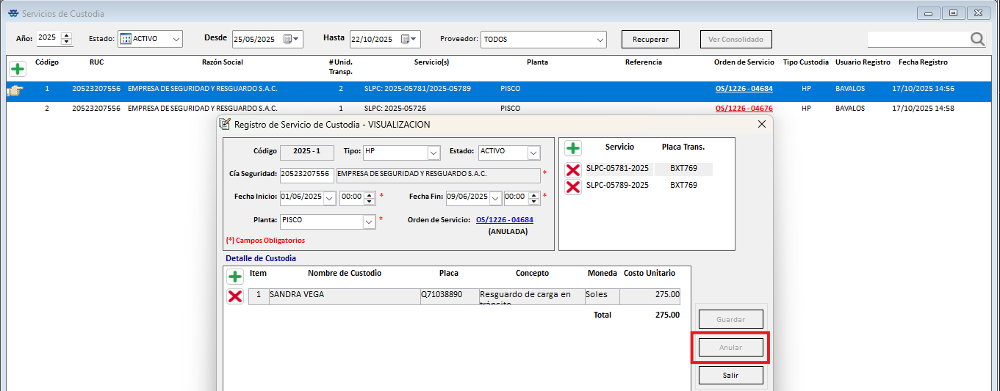 Servicios de Custodia
Año: 2025 Estado: ACTIVO Desde 25/05/2025 Hasta 22/10/2025 Proveedor: TODOS Recuperar Ver Consolidado
Código RUC Razón Social # Unid. Transp. Servicio(s) Planta Referencia Orden de Servicio Tipo Custodia Usuario Registro Fecha Registro
1 20523207556 EMPRESA DE SEGURIDAD Y RESGUARDO S.A.C. 2 SLPC: 2025-05781/2025-05789 PISCO OS/1226 - 04684 HP BAVALOS 17/10/2025 14:56
2 20523207556 EMPRESA DE SEGURIDAD Y RESGUARDO S.A.C. 1 SLPC: 2025-05726 PISCO OS/1226 - 04676 HP BAVALOS 17/10/2025 14:58
Registro de Servicio de Custodia - VISUALIZACION
Código 2025 - 1 Tipo: HP Estado: ACTIVO
Cía Seguridad: 20523207556 EMPRESA DE SEGURIDAD Y RESGUARDO S.A.C. *
Fecha Inicio: 01/06/2025 00:00 * Fecha Fin: 09/06/2025 00:00 *
Planta: PISCO * Orden de Servicio: OS/1226 - 04684
(ANULADA)
(*) Campos Obligatorios
Servicio Placa Trans.
SLPC-05781-2025 BXT769
SLPC-05789-2025 BXT769
Detalle de Custodia
Item Nombre de Custodio Placa Concepto Moneda Costo Unitario
1 SANDRA VEGA Q71038890 Resguardo de carga en tránsito Soles 275.00
Total 275.00
Guardar
Anular
Salir